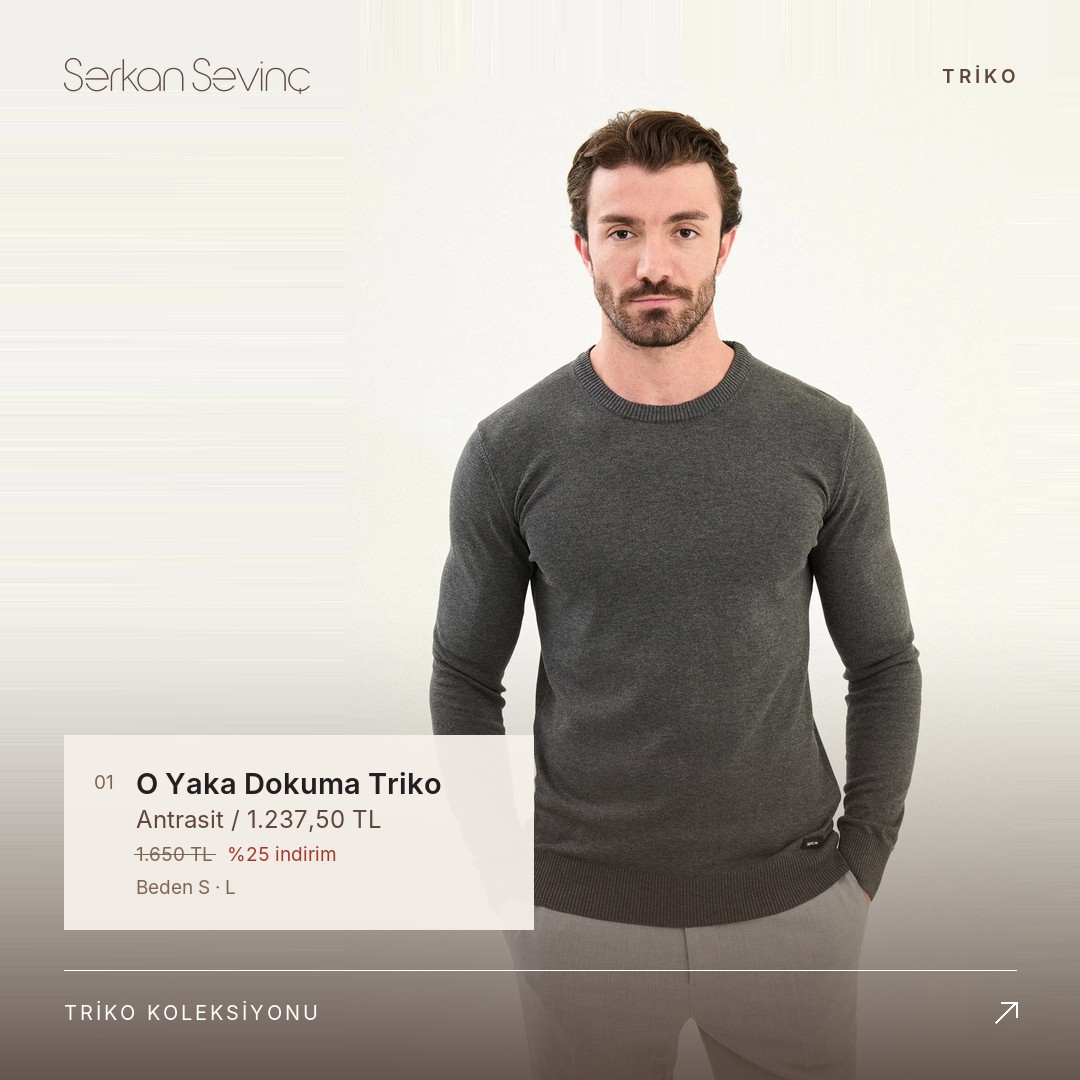 Serkan Sevinç
TRİKO
01 O Yaka Dokuma Triko
Antrasit / 1.237,50 TL
1.650 TL %25 indirim
Beden S · L
TRİKO KOLEKSİYONU